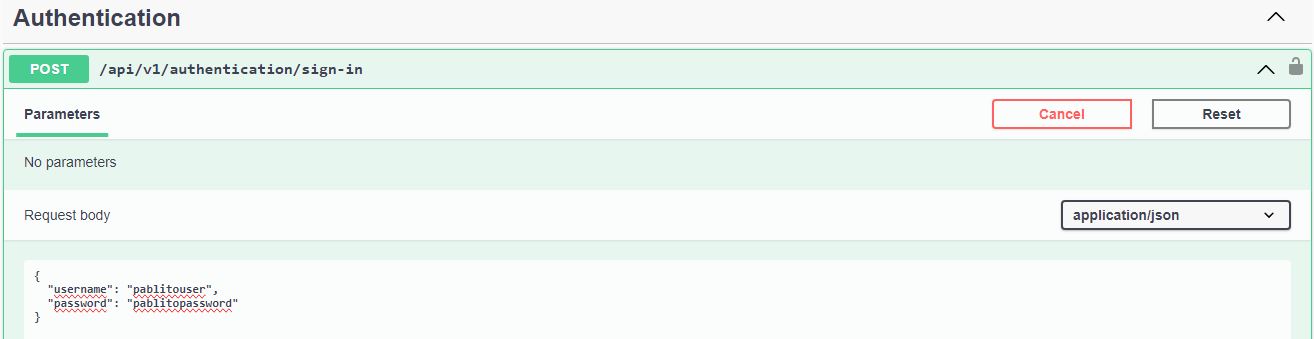 Authentication
POST /api/v1/authentication/sign-in
Parameters
Cancel
Reset
No parameters
Request body
application/json
{
  "username": "pablitouser",
  "password": "pablitopassword"
}